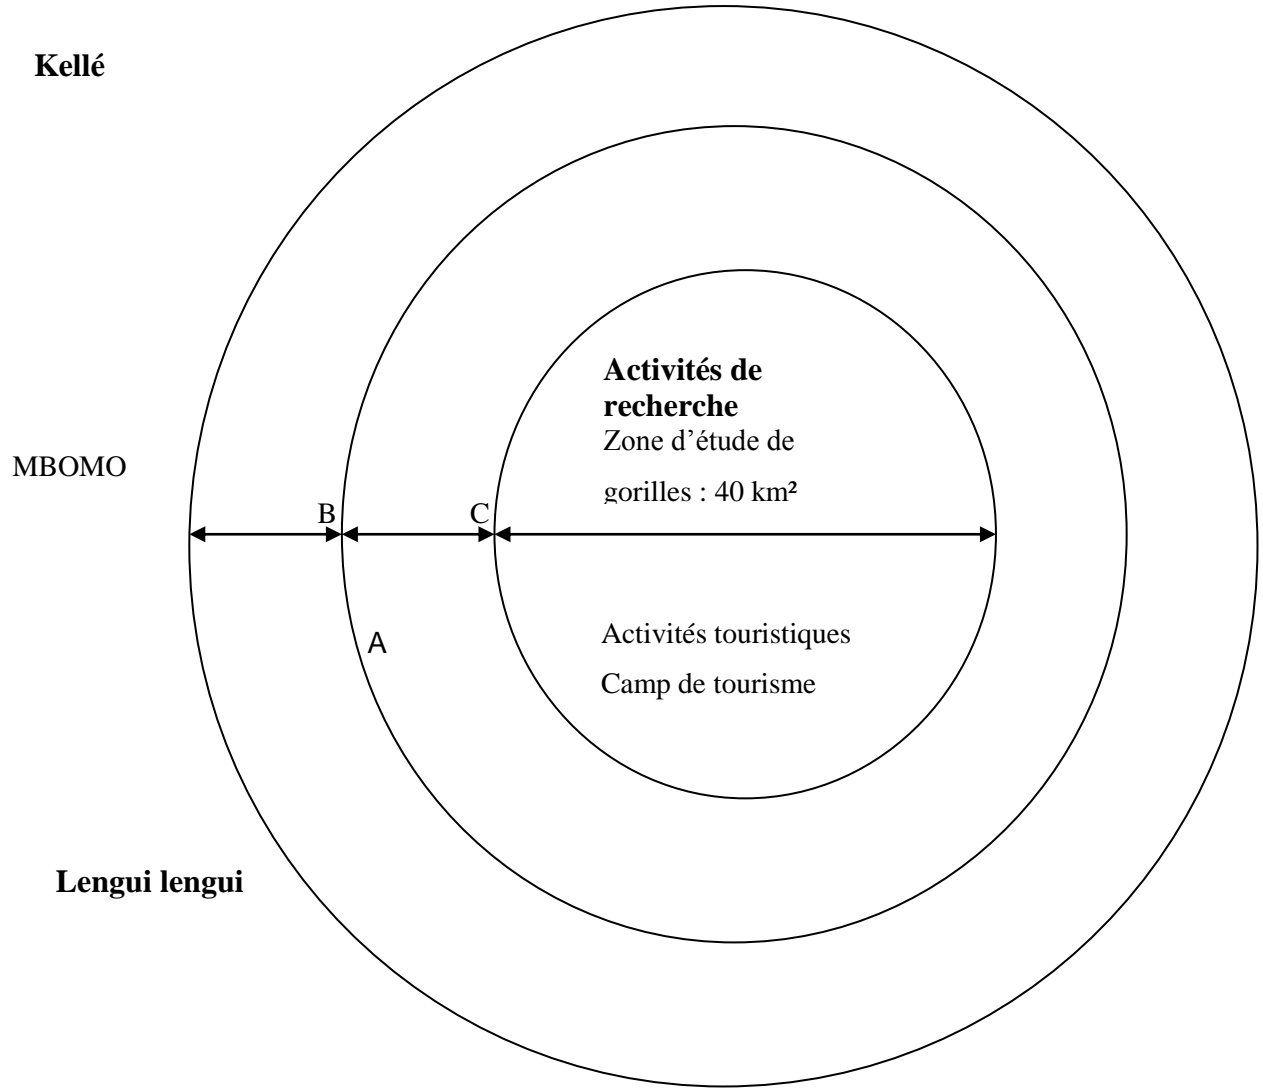 Kellé
Activités de
recherche
Zone d’étude de
gorilles : 40 km²
MBOMO
B
C
Activités touristiques
A
Camp de tourisme
Lengui lengui